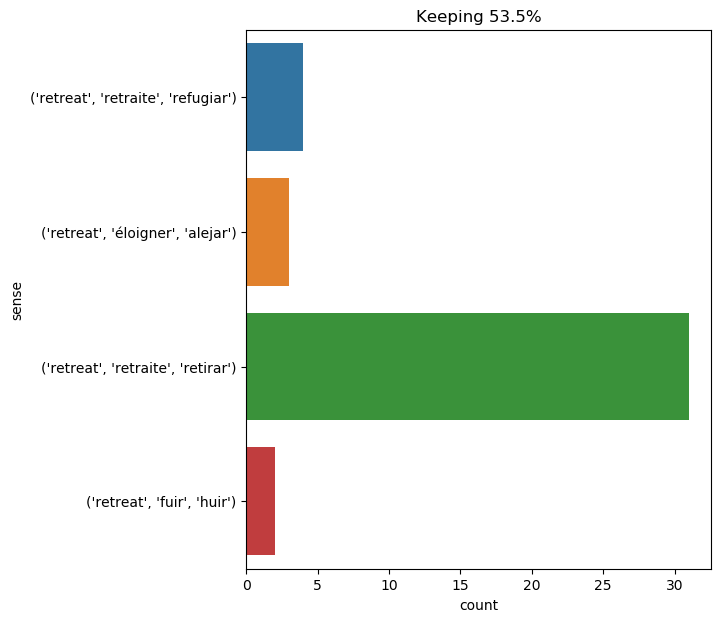 Keeping 53.5%
('retreat', 'retraite', 'refugiar')
('retreat', 'éloigner', 'alejar')
sense
('retreat', 'retraite', 'retirar')
('retreat', 'fuir', 'huir')
0 5 10 15 20 25 30
count